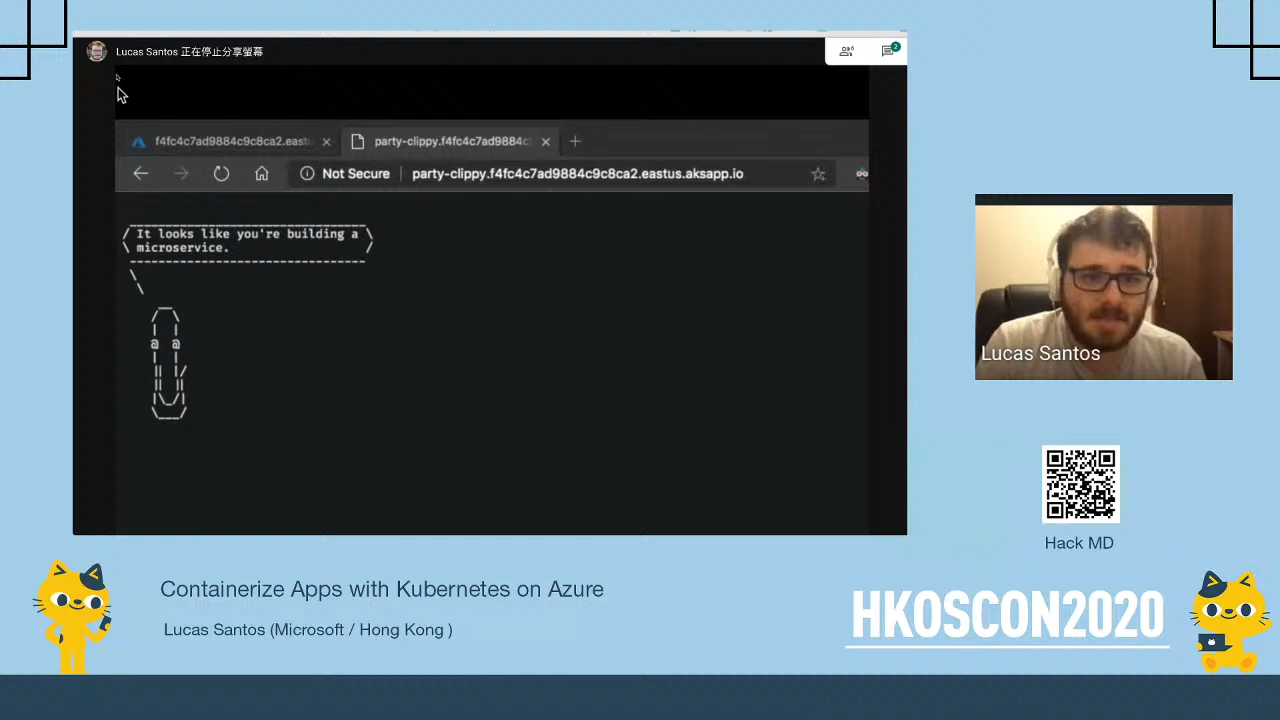 Lucas Santos 正在停止分享螢幕
2
f4fc4c7ad9884c9c8ca2.eastus
party-clippy.f4fc4c7ad9884c
Not Secure
party-clippy.f4fc4c7ad9884c9c8ca2.eastus.aksapp.io
It looks like you're building a
microservice.
Lucas Santos
Hack MD
Containerize Apps with Kubernetes on Azure
Lucas Santos (Microsoft / Hong Kong )
HKOSCON2020